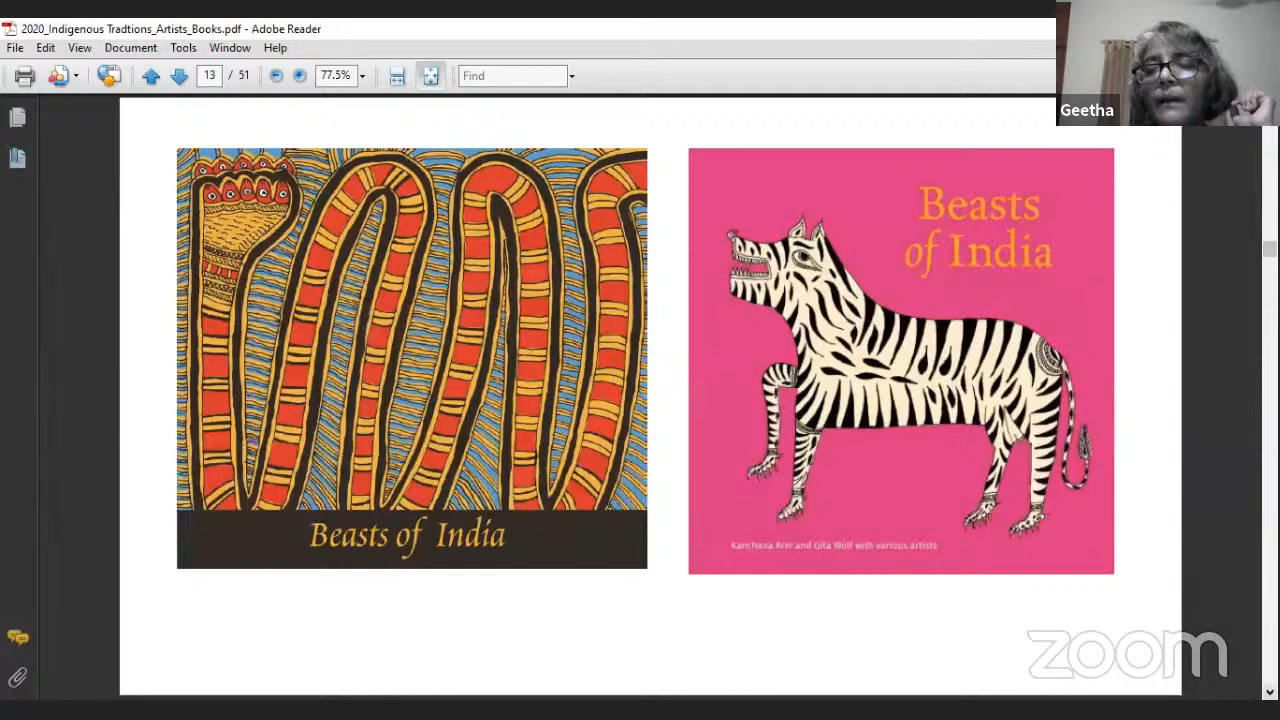 2020_Indigenous Tradtions_Artists_Books.pdf - Adobe Reader
File Edit View Document Tools Window Help
13 / 51 77.5% Find
Geetha
Beasts
of India
Beasts of India
Kanchana Arni and Gita Wolf with various artists
zoom